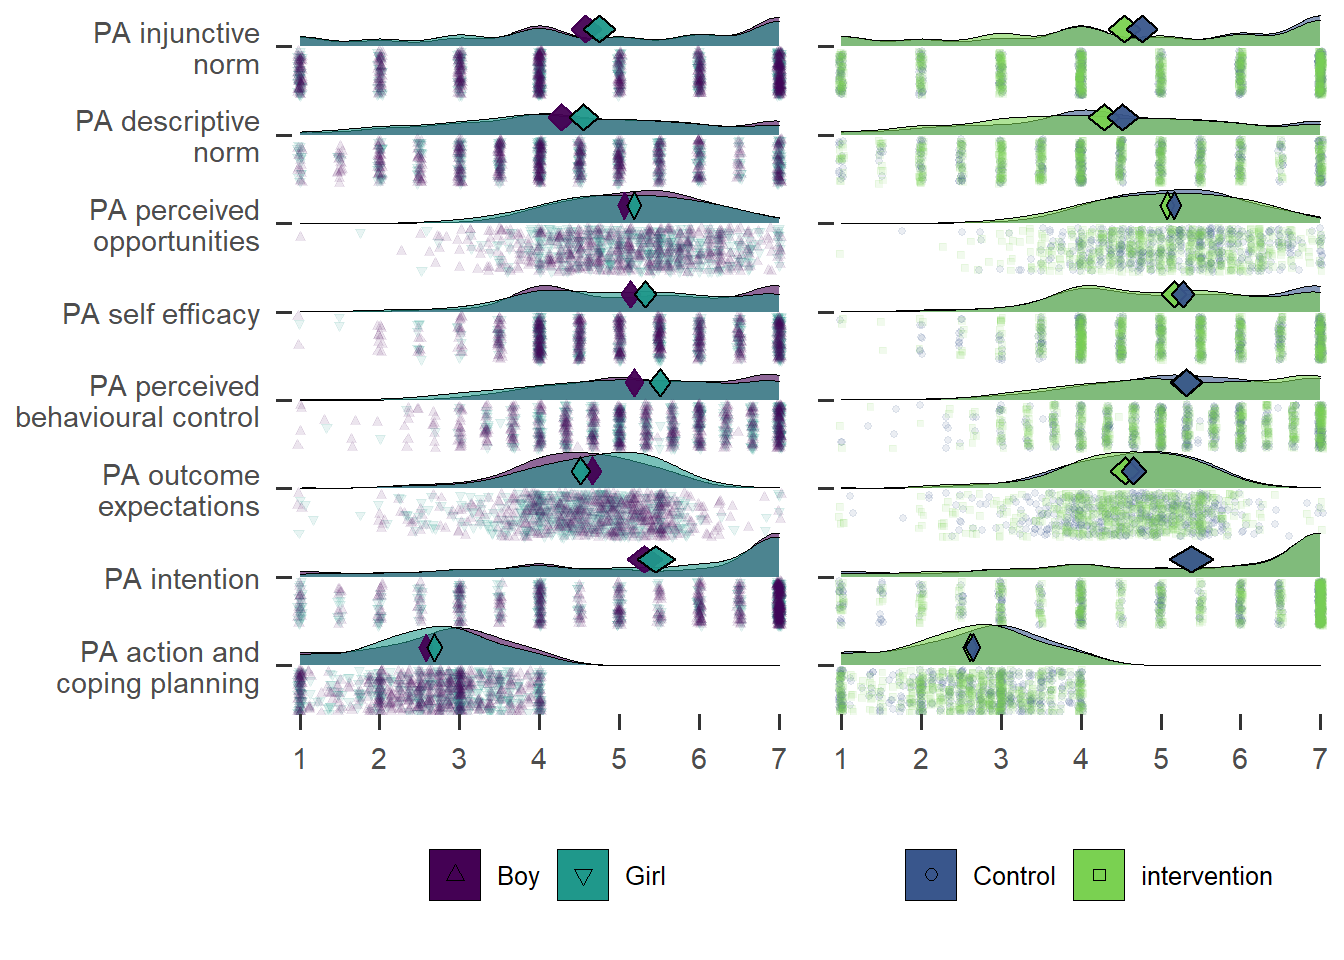 PA injunctive
norm
PA descriptive
norm
PA perceived
opportunities
PA self efficacy
PA perceived
behavioural control
PA outcome
expectations
PA intention
PA action and
coping planning
1 2 3 4 5 6 7
1 2 3 4 5 6 7
Boy Girl
Control intervention